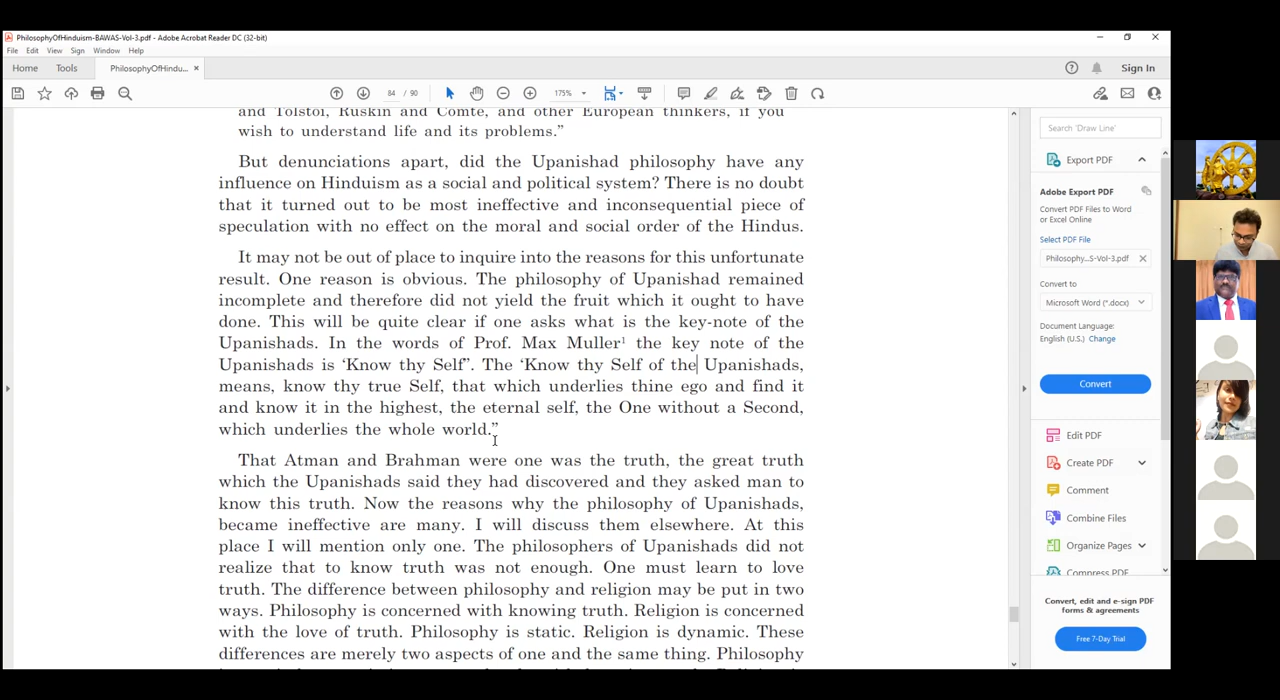 PhilosophyOfHinduism-BAWAS-Vol-3.pdf - Adobe Acrobat Reader DC (32-bit)
File Edit View Sign Window Help
Home Tools PhilosophyOfHindu... ×
Sign In
84 / 90
175%
and Tolstoi, Ruskin and Comte, and other European thinkers, if you
wish to understand life and its problems.”
But denunciations apart, did the Upanishad philosophy have any
influence on Hinduism as a social and political system? There is no doubt
that it turned out to be most ineffective and inconsequential piece of
speculation with no effect on the moral and social order of the Hindus.
It may not be out of place to inquire into the reasons for this unfortunate
result. One reason is obvious. The philosophy of Upanishad remained
incomplete and therefore did not yield the fruit which it ought to have
done. This will be quite clear if one asks what is the key-note of the
Upanishads. In the words of Prof. Max Muller¹ the key note of the
Upanishads is ‘Know thy Self”. The ‘Know thy Self of the Upanishads,
means, know thy true Self, that which underlies thine ego and find it
and know it in the highest, the eternal self, the One without a Second,
which underlies the whole world.”
That Atman and Brahman were one was the truth, the great truth
which the Upanishads said they had discovered and they asked man to
know this truth. Now the reasons why the philosophy of Upanishads,
became ineffective are many. I will discuss them elsewhere. At this
place I will mention only one. The philosophers of Upanishads did not
realize that to know truth was not enough. One must learn to love
truth. The difference between philosophy and religion may be put in two
ways. Philosophy is concerned with knowing truth. Religion is concerned
with the love of truth. Philosophy is static. Religion is dynamic. These
differences are merely two aspects of one and the same thing. Philosophy
Search 'Draw Line'
Export PDF
Adobe Export PDF
Convert PDF Files to Word
or Excel Online
Select PDF File
Philosophy...S-Vol-3.pdf
Convert to
Microsoft Word (*.docx)
Document Language:
English (U.S.) Change
Convert
Edit PDF
Create PDF
Comment
Combine Files
Organize Pages
Compress PDF
Convert, edit and e-sign PDF
forms & agreements
Free 7-Day Trial